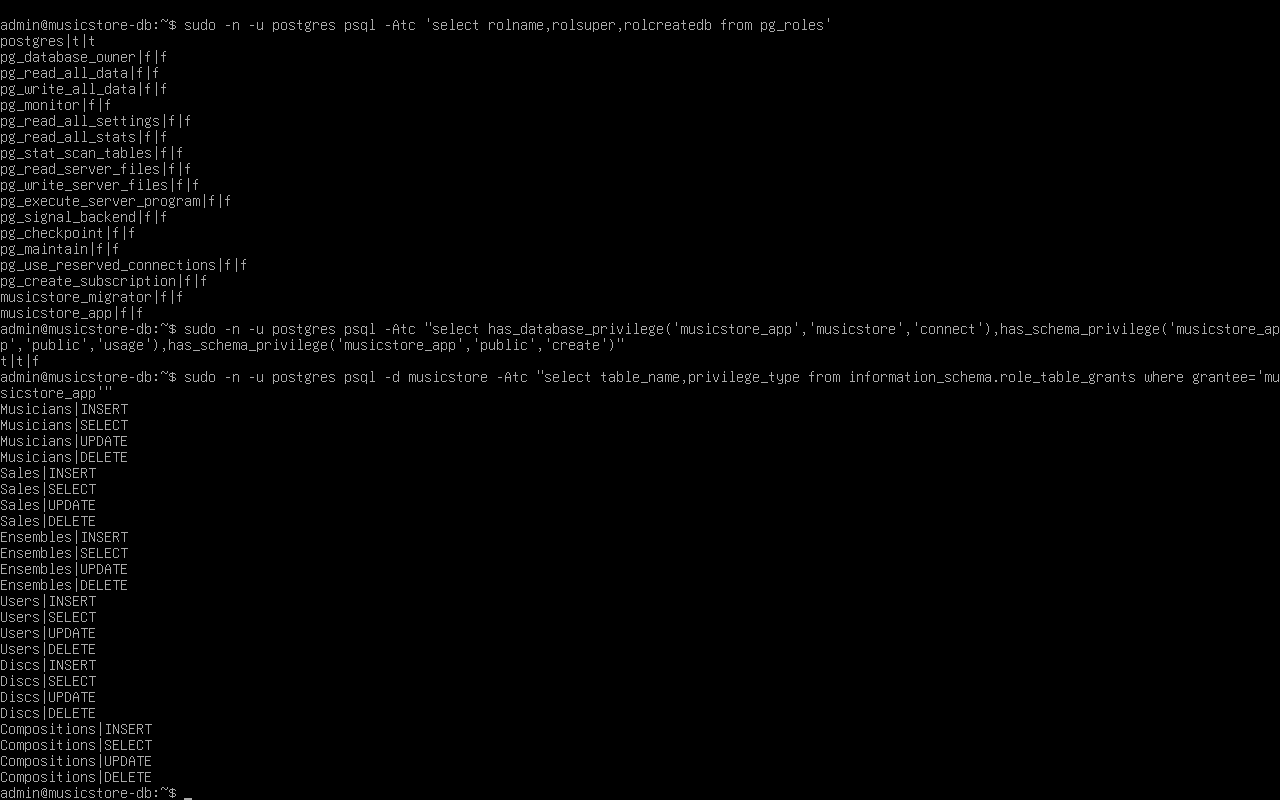 admin@musicstore-db:~$ sudo -n -u postgres psql -Atc 'select rolname,rolsuper,rolcreatedb from pg_roles'
postgres|t|t
pg_database_owner|f|f
pg_read_all_data|f|f
pg_write_all_data|f|f
pg_monitor|f|f
pg_read_all_settings|f|f
pg_read_all_stats|f|f
pg_stat_scan_tables|f|f
pg_read_server_files|f|f
pg_write_server_files|f|f
pg_execute_server_program|f|f
pg_signal_backend|f|f
pg_checkpoint|f|f
pg_maintain|f|f
pg_use_reserved_connections|f|f
pg_create_subscription|f|f
musicstore_migrator|f|f
musicstore_app|f|f
admin@musicstore-db:~$ sudo -n -u postgres psql -Atc "select has_database_privilege('musicstore_app','musicstore','connect'),has_schema_privilege('musicstore_ap
p','public','usage'),has_schema_privilege('musicstore_app','public','create')"
t|t|f
admin@musicstore-db:~$ sudo -n -u postgres psql -d musicstore -Atc "select table_name,privilege_type from information_schema.role_table_grants where grantee='mu
sicstore_app'"
Musicians|INSERT
Musicians|SELECT
Musicians|UPDATE
Musicians|DELETE
Sales|INSERT
Sales|SELECT
Sales|UPDATE
Sales|DELETE
Ensembles|INSERT
Ensembles|SELECT
Ensembles|UPDATE
Ensembles|DELETE
Users|INSERT
Users|SELECT
Users|UPDATE
Users|DELETE
Discs|INSERT
Discs|SELECT
Discs|UPDATE
Discs|DELETE
Compositions|INSERT
Compositions|SELECT
Compositions|UPDATE
Compositions|DELETE
admin@musicstore-db:~$ _